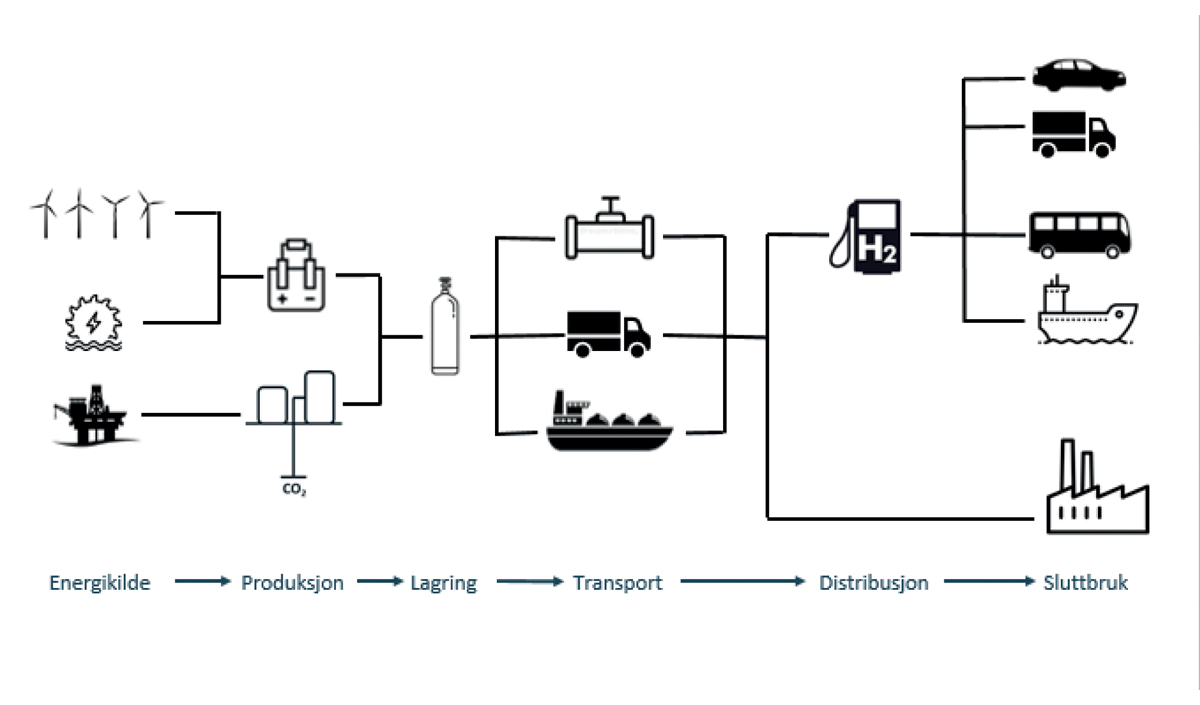 H2
CO₂
Energikilde
Produksjon
Lagring
Transport
Distribusjon
Sluttbruk